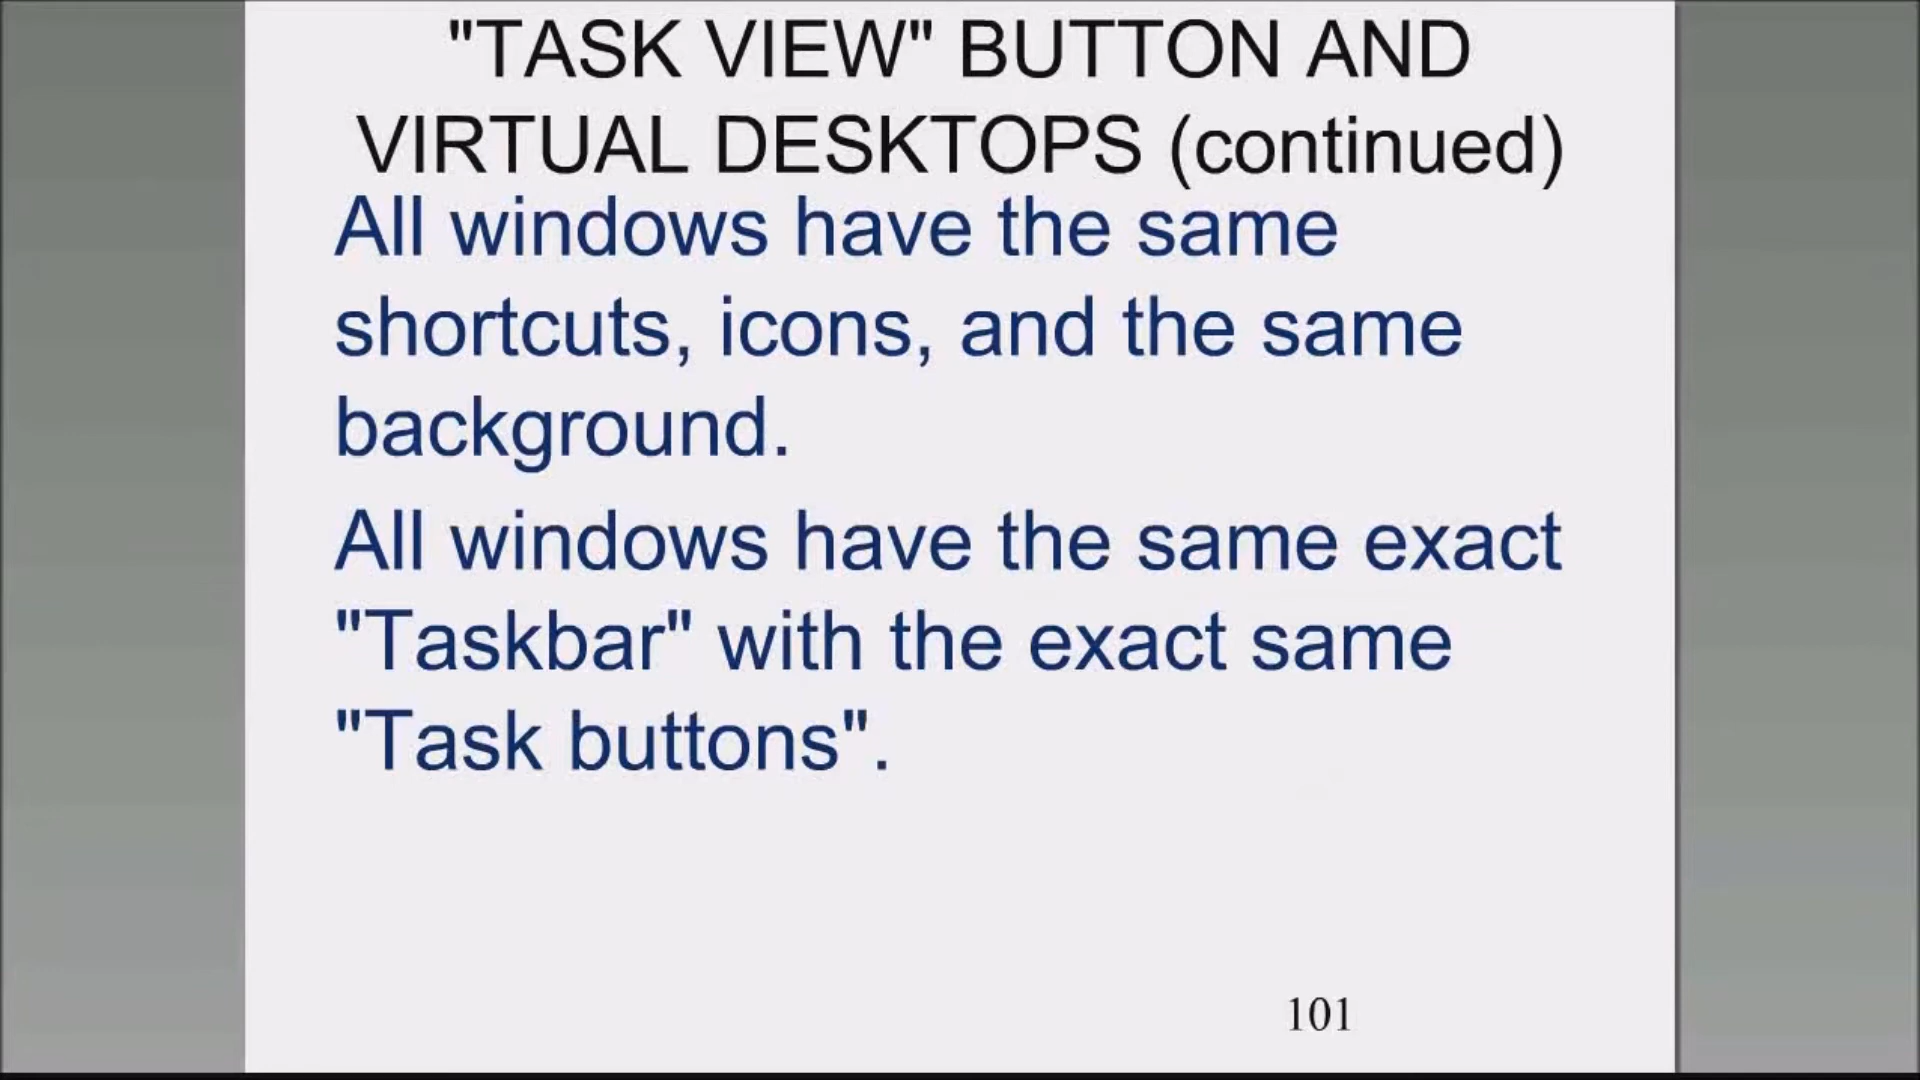 "TASK VIEW" BUTTON AND
VIRTUAL DESKTOPS (continued)
All windows have the same
shortcuts, icons, and the same
background.
All windows have the same exact
"Taskbar" with the exact same
"Task buttons".
101